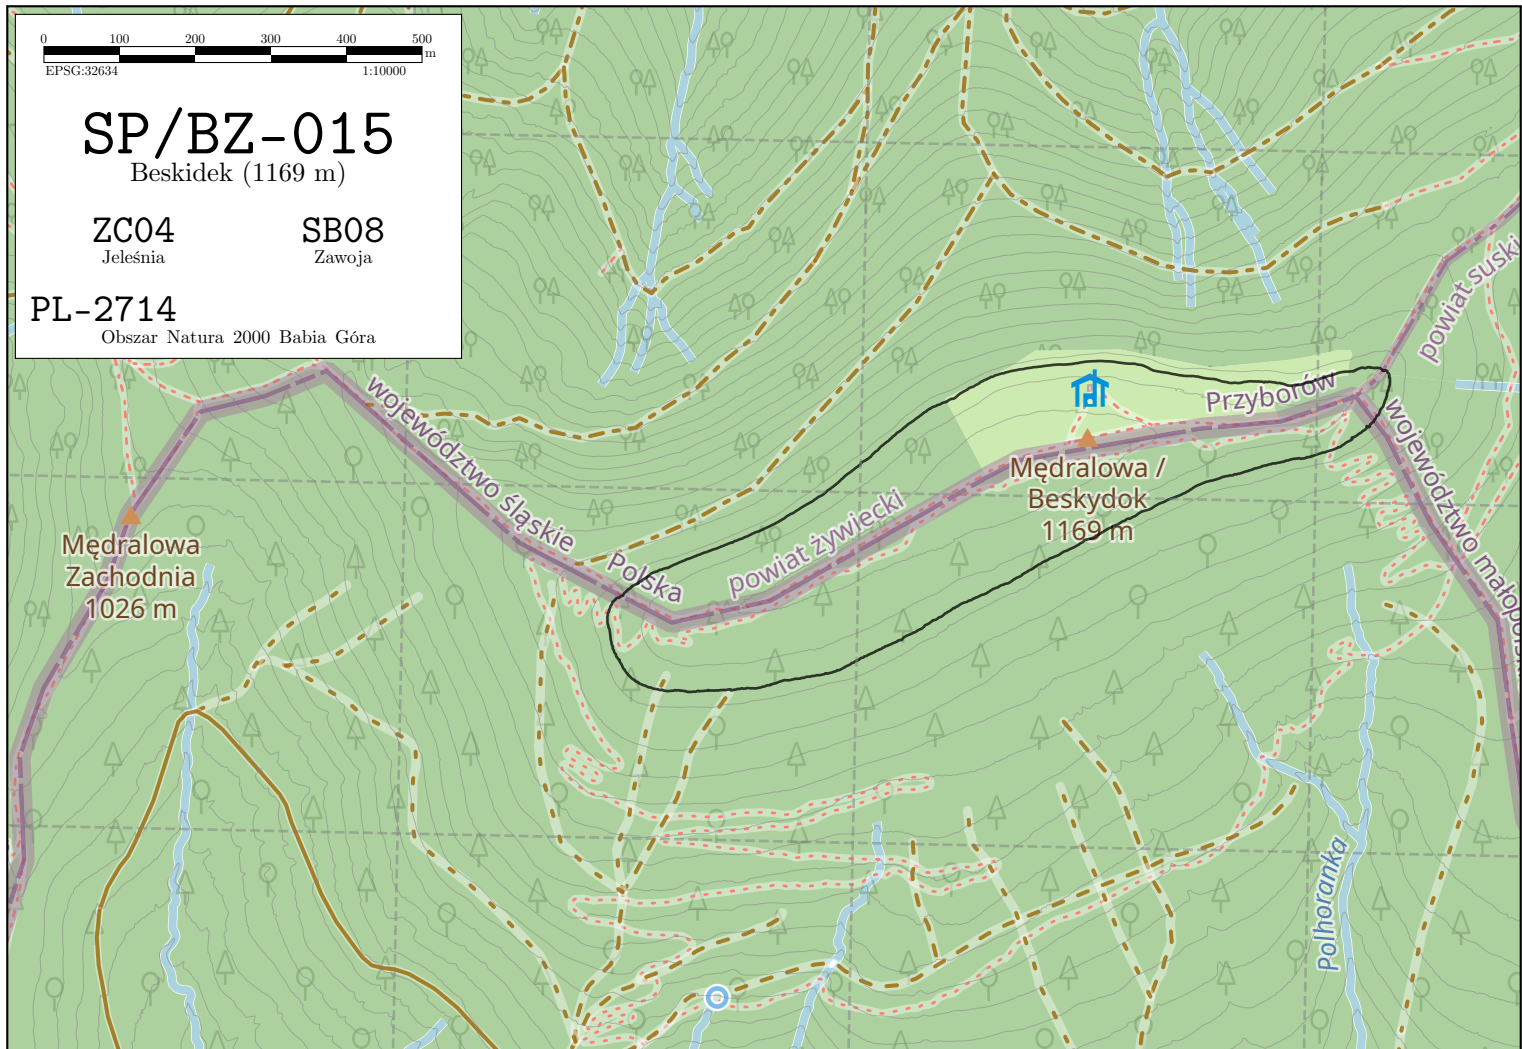 0 100 200 300 400 500
m
EPSG:32634 1:10000
SP/BZ-015
Beskidek (1169 m)
ZC04 SB08
Jeleśnia Zawoja
PL-2714
Obszar Natura 2000 Babia Góra
powiat suski
województwo śląskie
Przyborów
Mędralowa /
Beskydok
1169 m
województwo małopolsk
powiat żywiecki
Polska
Mędralowa
Zachodnia
1026 m
Polhoranka